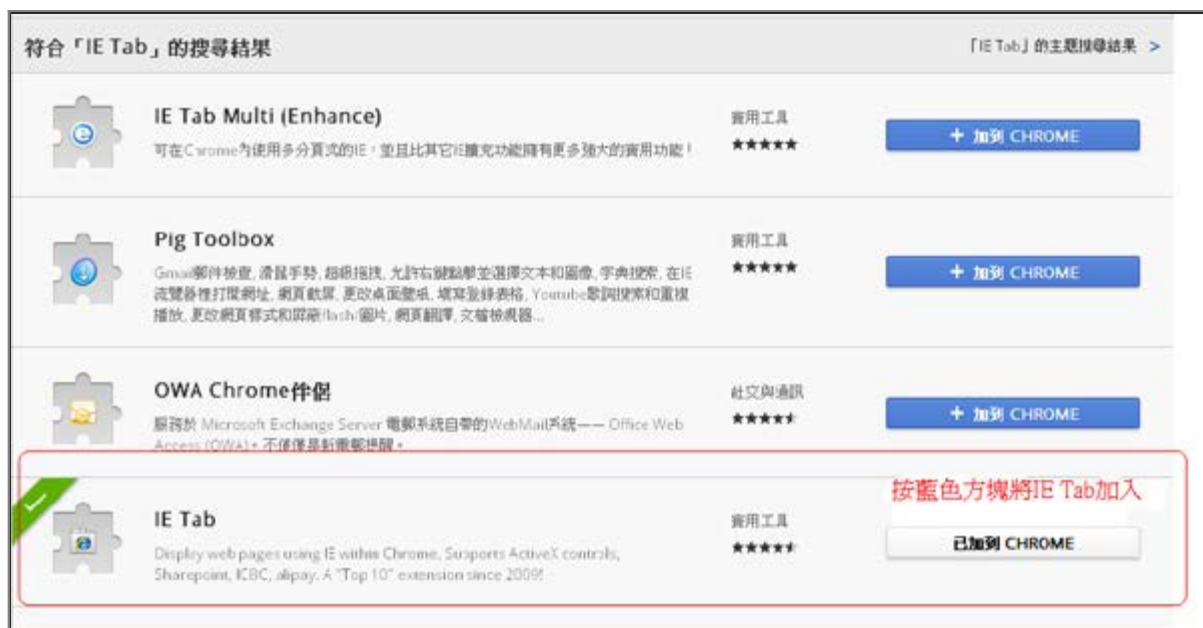 符合「IE Tab」的搜尋結果
「IE Tab」的主題搜尋結果 >
IE Tab Multi (Enhance)
實用工具
+ 加到 CHROME
可在Chrome內使用多分頁式的IE，並且比其它IE擴充功能擁有更多強大的實用功能！
★★★★★
Pig Toolbox
實用工具
Gmail郵件檢查, 滑鼠手勢, 超級拖拽, 允許右鍵點擊並選擇文本和圖像, 字典搜索, 在IE
★★★★★
+ 加到 CHROME
流覽器裡打開網址, 網頁截屏, 更改桌面壁紙, 填寫登錄表格, Youtube歌詞搜索和重複
播放, 更改網頁樣式和屏蔽flash/圖片, 網頁翻譯, 文檔檢視器...
OWA Chrome伴侶
社交與通訊
服務於 Microsoft Exchange Server 電郵系統自帶的WebMail系統—— Office Web
+ 加到 CHROME
Access (OWA)。不僅僅是新電郵提醒。
按藍色方塊將IE Tab加入
IE Tab
實用工具
已加到 CHROME
Display web pages using IE within Chrome. Supports ActiveX controls,
Sharepoint, ICBC, alipay. A "Top 10" extension since 2009!